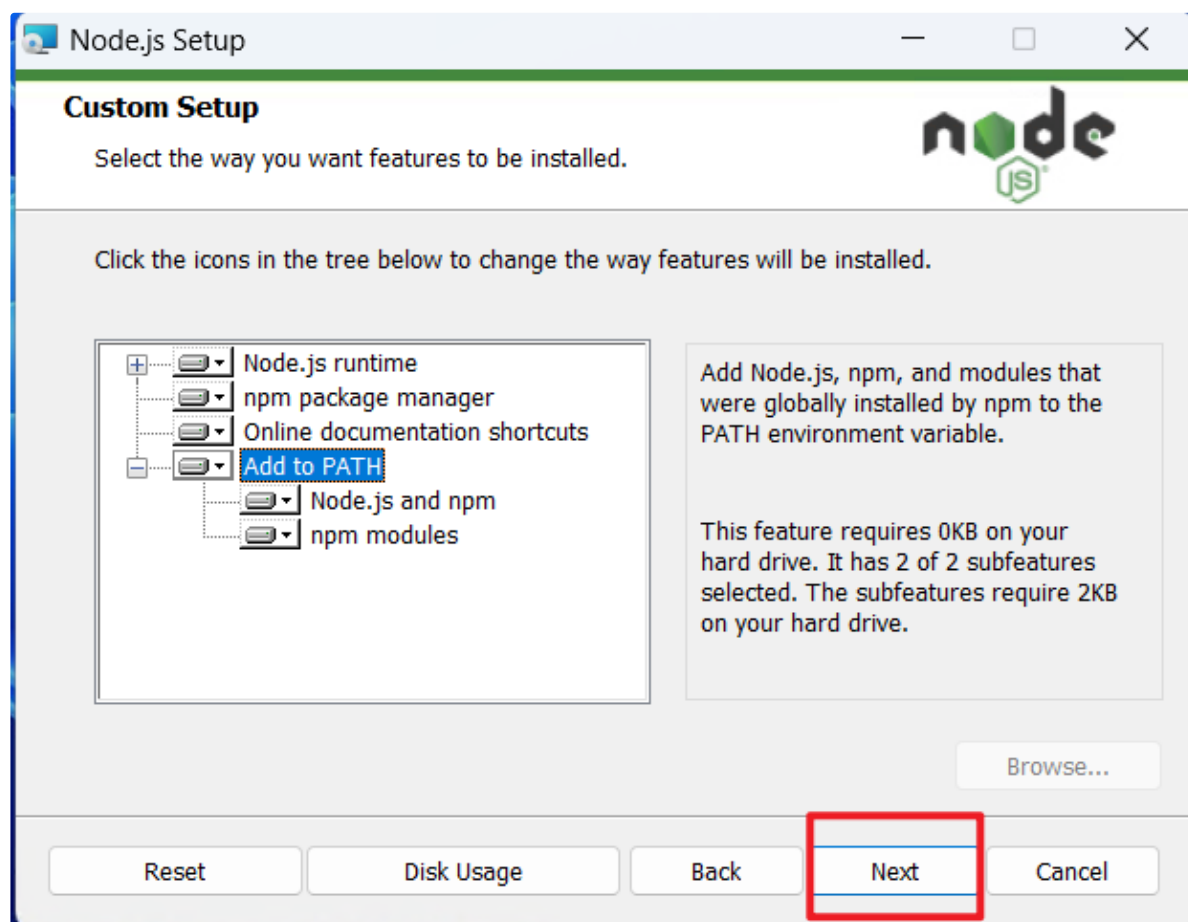 Node.js Setup
Custom Setup
Select the way you want features to be installed.
node
JS
Click the icons in the tree below to change the way features will be installed.
Node.js runtime
npm package manager
Online documentation shortcuts
Add to PATH
Node.js and npm
npm modules
Add Node.js, npm, and modules that
were globally installed by npm to the
PATH environment variable.
This feature requires 0KB on your
hard drive. It has 2 of 2 subfeatures
selected. The subfeatures require 2KB
on your hard drive.
Browse...
Reset
Disk Usage
Back
Next
Cancel